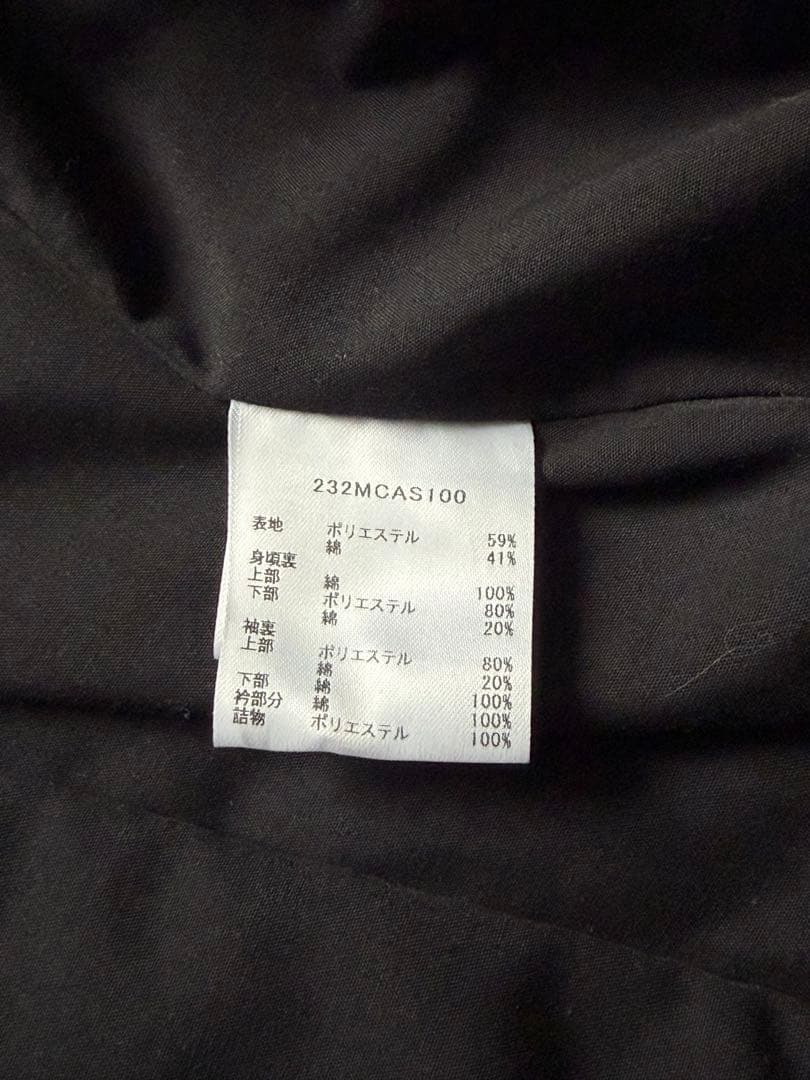 232MCAS100
表地 ポリエステル 59%
綿 41%
身頃裏
上部 綿 100%
下部 ポリエステル 80%
綿 20%
袖裏
上部 ポリエステル 80%
綿 20%
下部 綿 100%
衿部分 綿 100%
詰物 ポリエステル 100%